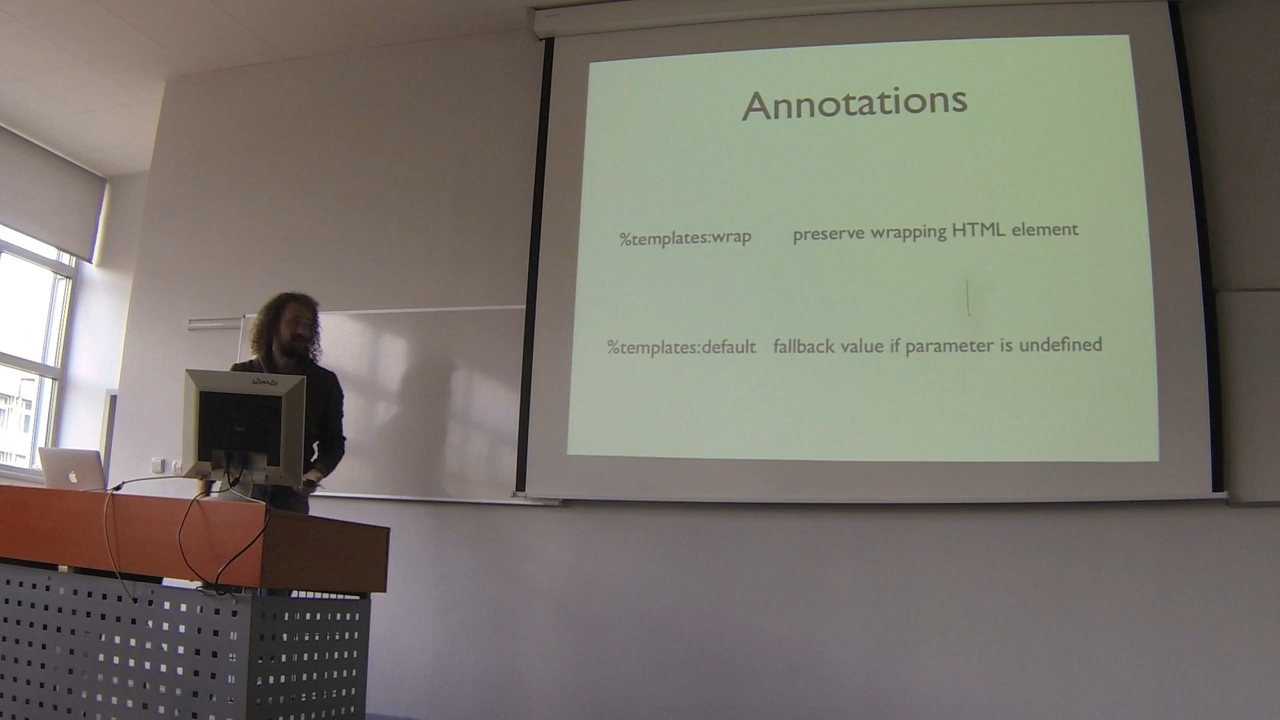 Annotations
%templates:wrap preserve wrapping HTML element
%templates:default fallback value if parameter is undefined